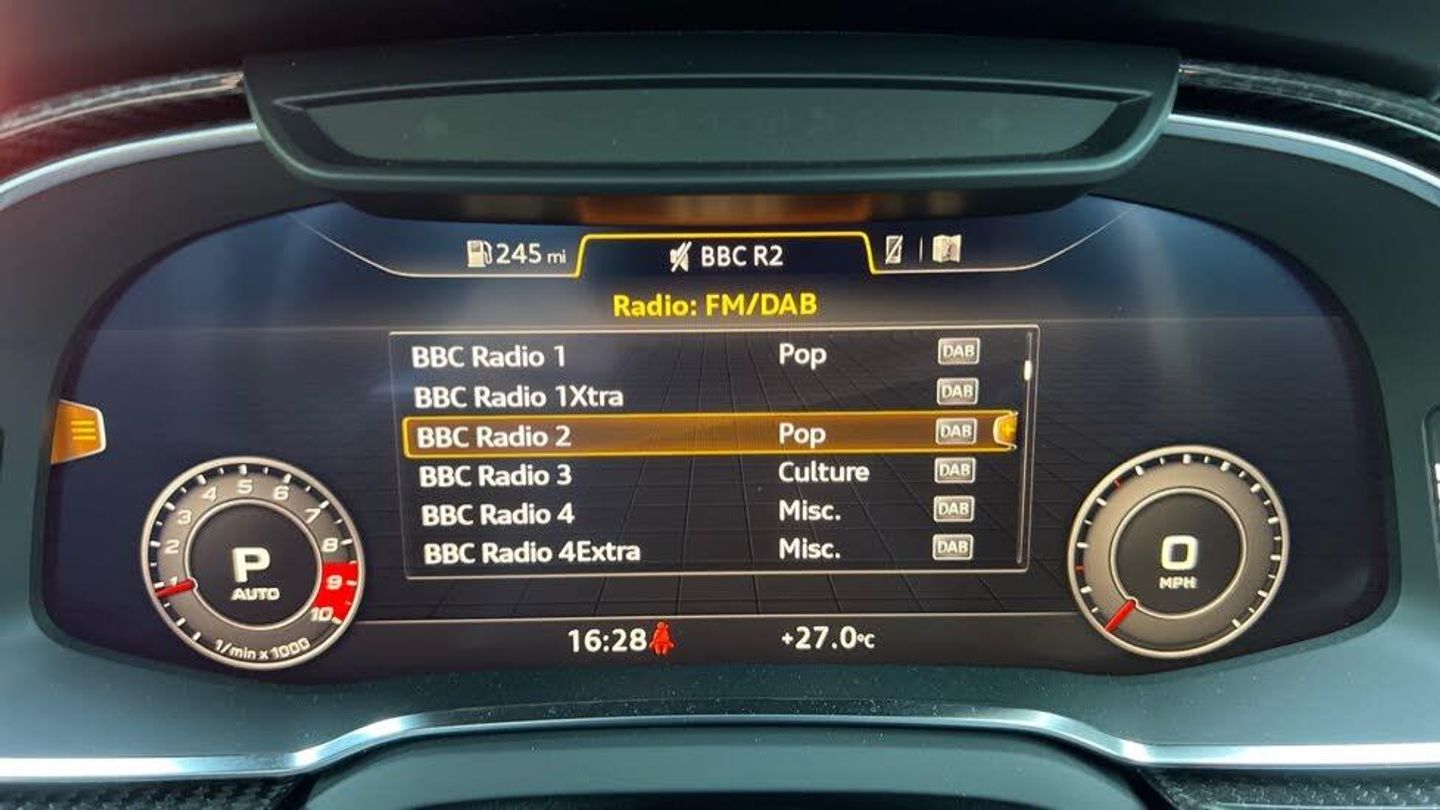 245 mi
BBC R2
Radio: FM/DAB
BBC Radio 1 Pop DAB
BBC Radio 1Xtra DAB
BBC Radio 2 Pop DAB
BBC Radio 3 Culture DAB
BBC Radio 4 Misc. DAB
BBC Radio 4Extra Misc. DAB
1 2 3 4 5 6 7 8 9 10
P
AUTO
1/min x 1000
0
MPH
16:28
+27.0°C